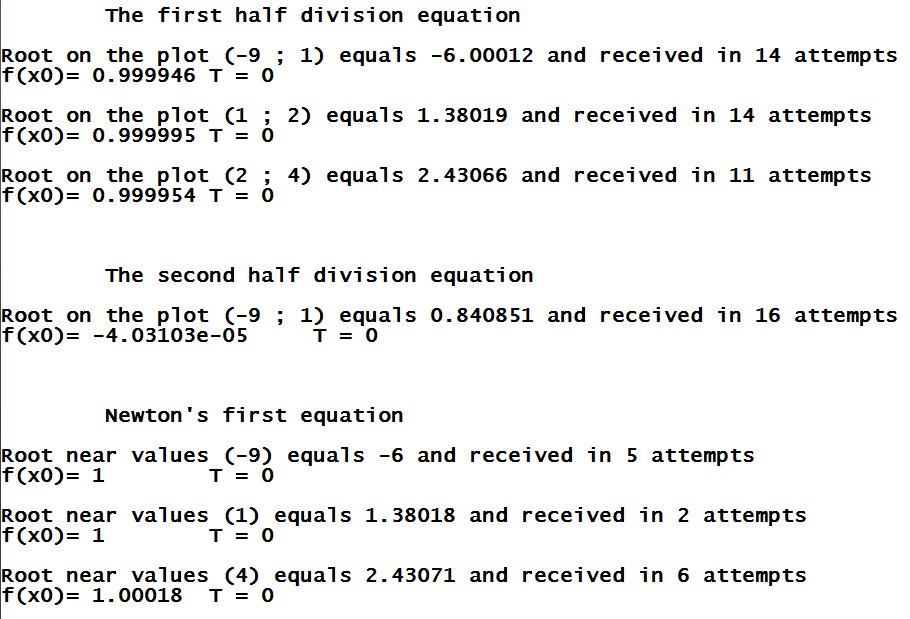 The first half division equation
Root on the plot (-9 ; 1) equals -6.00012 and received in 14 attempts
f(x0)= 0.999946 T = 0
Root on the plot (1 ; 2) equals 1.38019 and received in 14 attempts
f(x0)= 0.999995 T = 0
Root on the plot (2 ; 4) equals 2.43066 and received in 11 attempts
f(x0)= 0.999954 T = 0
The second half division equation
Root on the plot (-9 ; 1) equals 0.840851 and received in 16 attempts
f(x0)= -4.03103e-05 T = 0
Newton's first equation
Root near values (-9) equals -6 and received in 5 attempts
f(x0)= 1 T = 0
Root near values (1) equals 1.38018 and received in 2 attempts
f(x0)= 1 T = 0
Root near values (4) equals 2.43071 and received in 6 attempts
f(x0)= 1.00018 T = 0